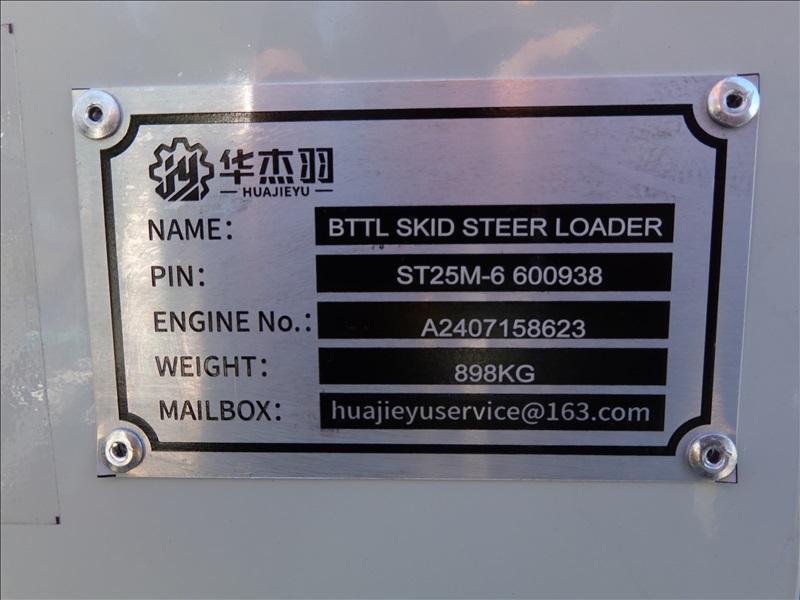 华杰羽
HUAJIEYU
NAME: BTTL SKID STEER LOADER
PIN: ST25M-6 600938
ENGINE No.: A2407158623
WEIGHT: 898KG
MAILBOX: huajieyuservice@163.com